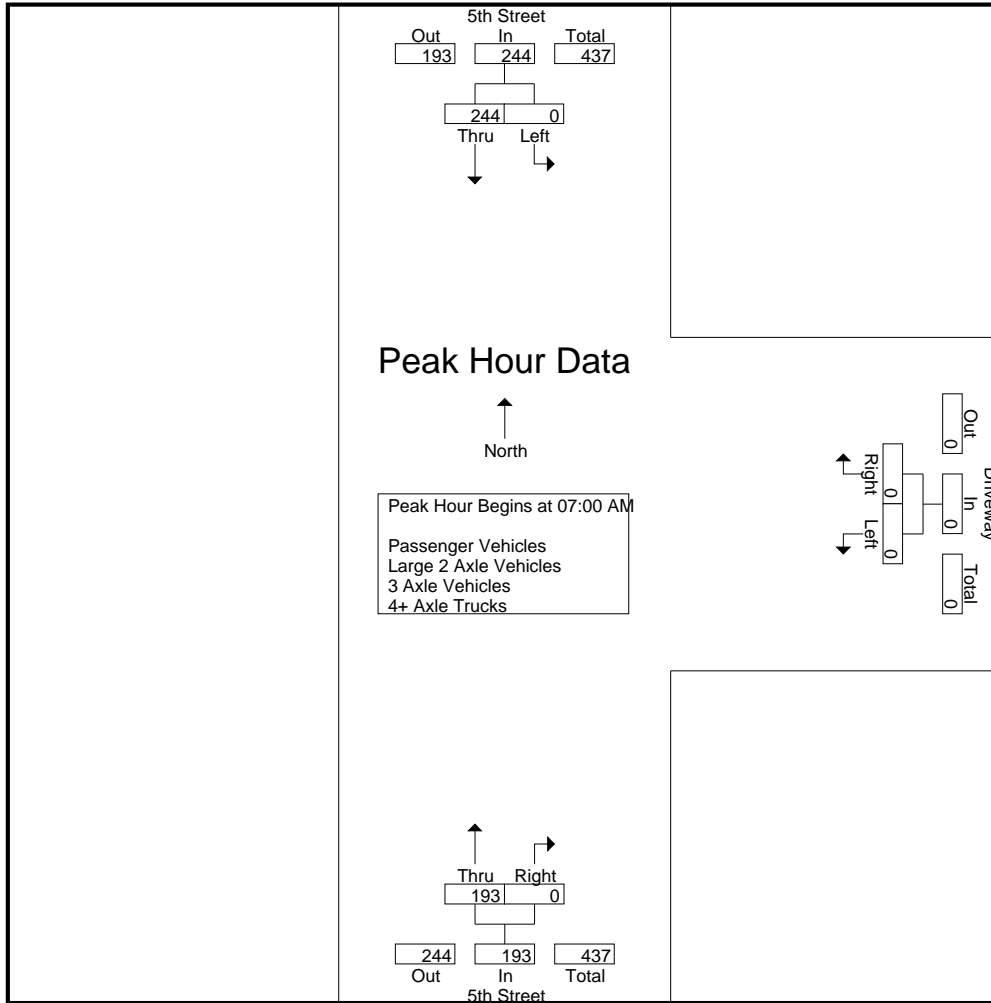 5th Street
Out In Total
193 244 437
244 0
Thru Left
Peak Hour Data
North
Peak Hour Begins at 07:00 AM
Passenger Vehicles
Large 2 Axle Vehicles
3 Axle Vehicles
4+ Axle Trucks
Driveway
Out In Total
0 0 0
Right Left
0 0
Thru Right
193 0
244 193 437
Out In Total
5th Street